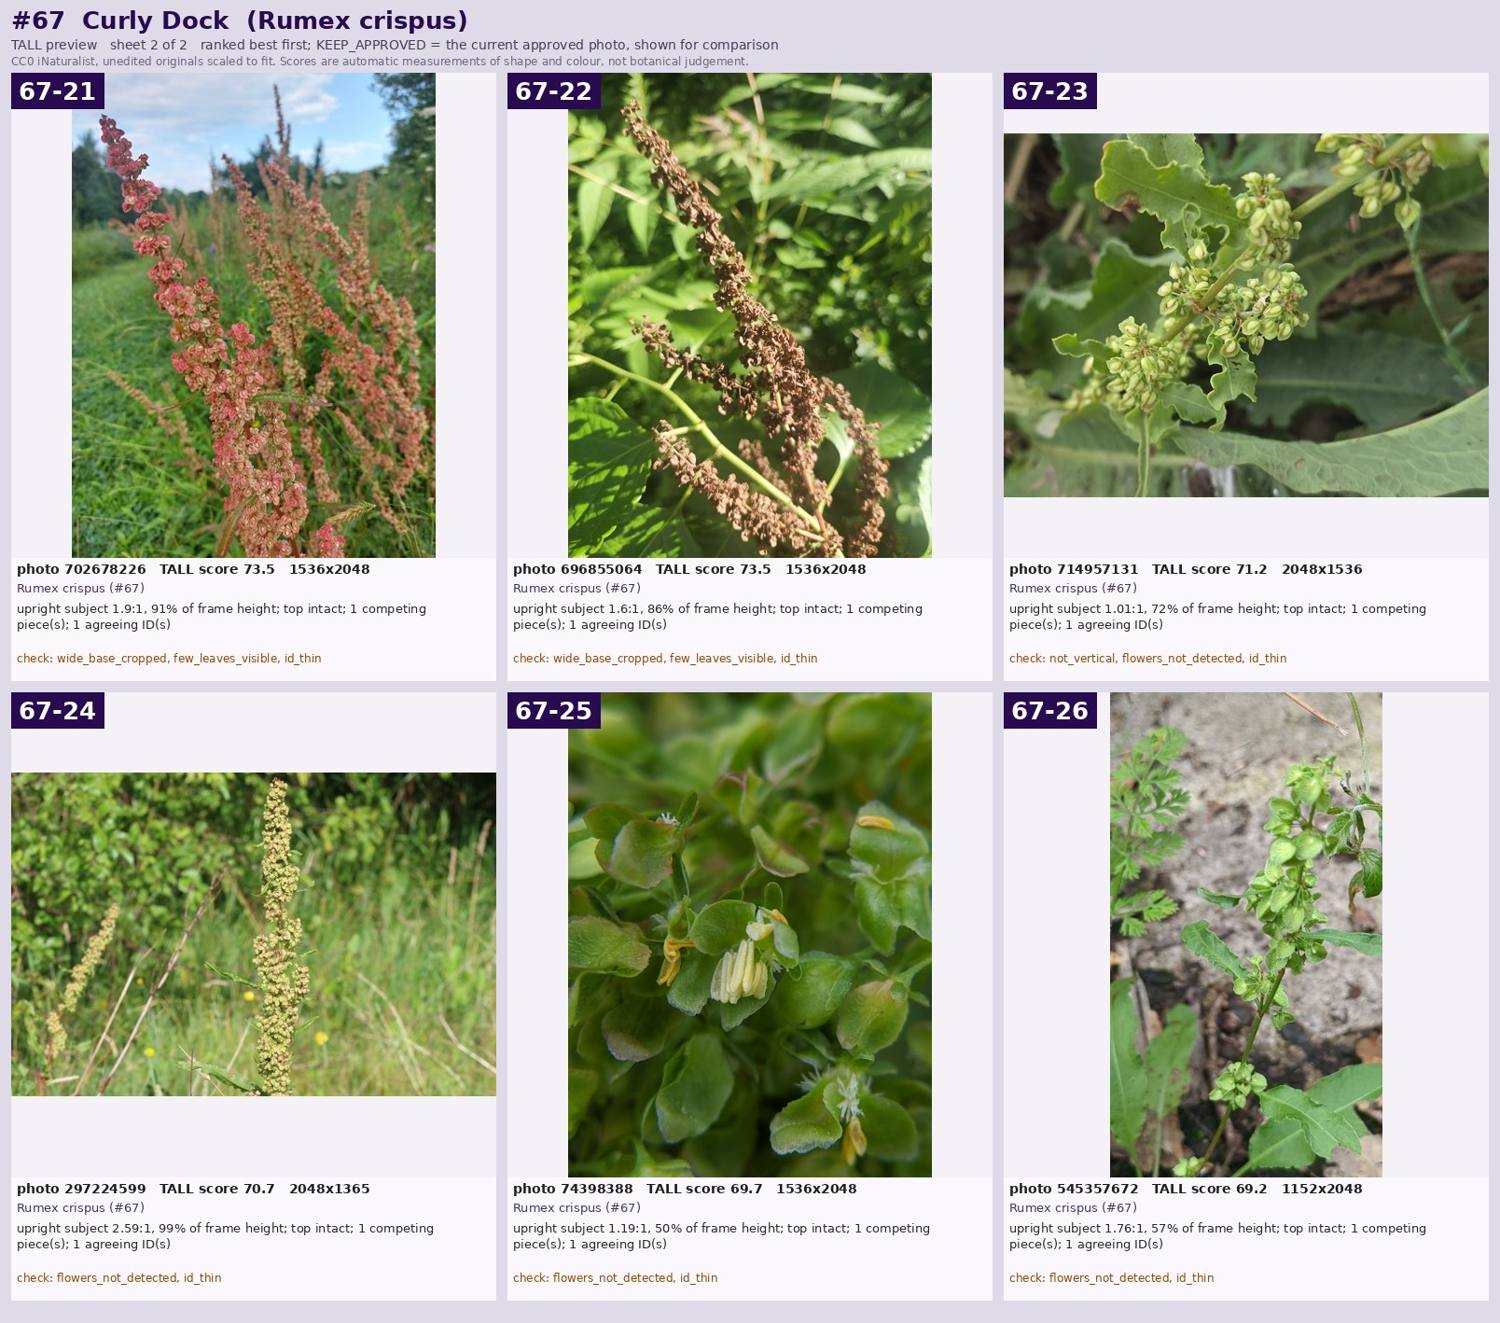 #67  Curly Dock  (Rumex crispus)
TALL preview   sheet 2 of 2   ranked best first; KEEP_APPROVED = the current approved photo, shown for comparison
CC0 iNaturalist, unedited originals scaled to fit. Scores are automatic measurements of shape and colour, not botanical judgement.
67-21
photo 702678226   TALL score 73.5   1536x2048
Rumex crispus (#67)
upright subject 1.9:1, 91% of frame height; top intact; 1 competing
piece(s); 1 agreeing ID(s)
check: wide_base_cropped, few_leaves_visible, id_thin
67-22
photo 696855064   TALL score 73.5   1536x2048
Rumex crispus (#67)
upright subject 1.6:1, 86% of frame height; top intact; 1 competing
piece(s); 1 agreeing ID(s)
check: wide_base_cropped, few_leaves_visible, id_thin
67-23
photo 714957131   TALL score 71.2   2048x1536
Rumex crispus (#67)
upright subject 1.01:1, 72% of frame height; top intact; 1 competing
piece(s); 1 agreeing ID(s)
check: not_vertical, flowers_not_detected, id_thin
67-24
photo 297224599   TALL score 70.7   2048x1365
Rumex crispus (#67)
upright subject 2.59:1, 99% of frame height; top intact; 1 competing
piece(s); 1 agreeing ID(s)
check: flowers_not_detected, id_thin
67-25
photo 74398388   TALL score 69.7   1536x2048
Rumex crispus (#67)
upright subject 1.19:1, 50% of frame height; top intact; 1 competing
piece(s); 1 agreeing ID(s)
check: flowers_not_detected, id_thin
67-26
photo 545357672   TALL score 69.2   1152x2048
Rumex crispus (#67)
upright subject 1.76:1, 57% of frame height; top intact; 1 competing
piece(s); 1 agreeing ID(s)
check: flowers_not_detected, id_thin